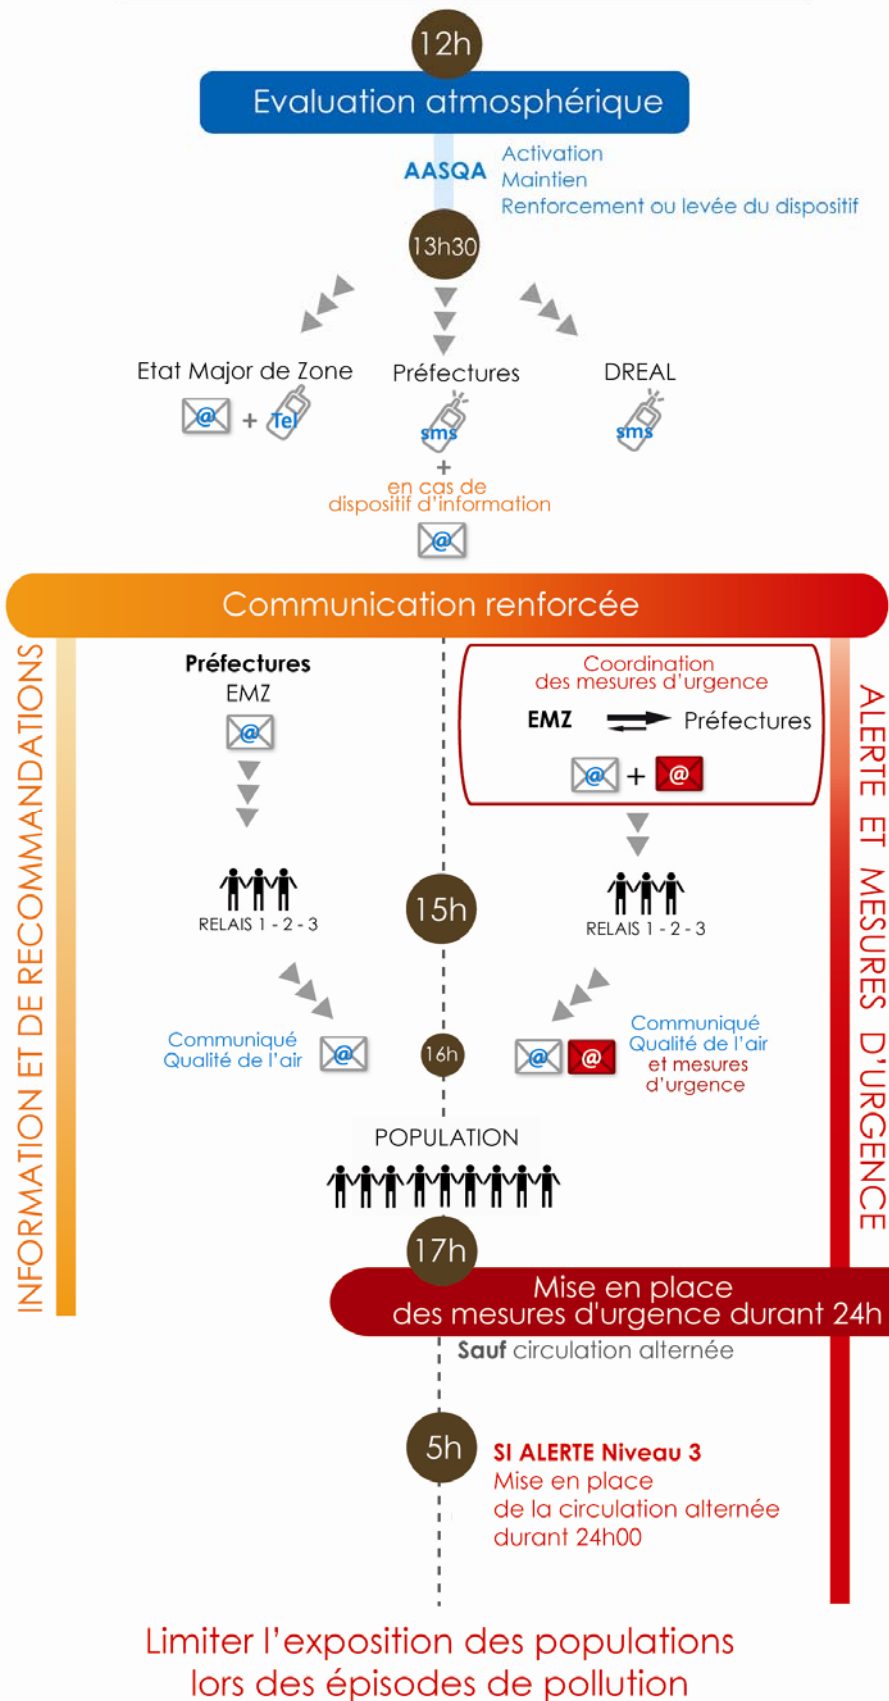 12h
Evaluation atmosphérique
AASQA
Activation
Maintien
Renforcement ou levée du dispositif
13h30
Etat Major de Zone
@ + Tel
Préfectures
sms
+
en cas de
dispositif d'information
@
DREAL
sms
Communication renforcée
INFORMATION ET DE RECOMMANDATIONS
Préfectures
EMZ
@
RELAIS 1 - 2 - 3
Communiqué
Qualité de l'air
@
Coordination
des mesures d'urgence
EMZ Préfectures
@ + @
15h
RELAIS 1 - 2 - 3
16h
@ @
Communiqué
Qualité de l'air
et mesures
d'urgence
ALERTE ET MESURES D'URGENCE
POPULATION
17h
Mise en place
des mesures d'urgence durant 24h
Sauf circulation alternée
5h
SI ALERTE Niveau 3
Mise en place
de la circulation alternée
durant 24h00
Limiter l'exposition des populations
lors des épisodes de pollution